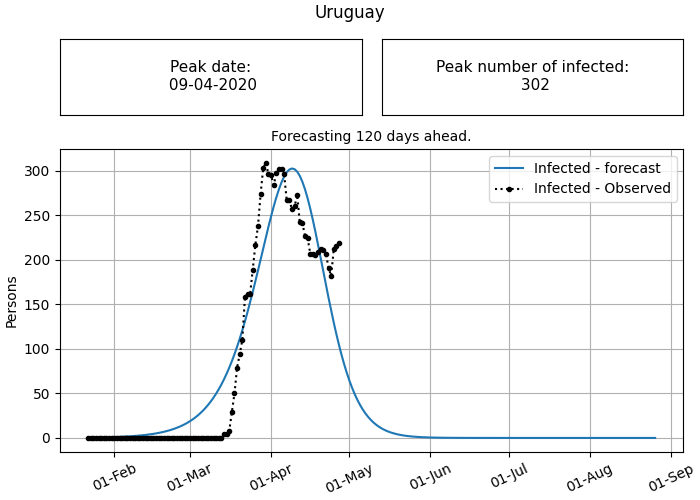 Uruguay
Peak date:
09-04-2020
Peak number of infected:
302
Forecasting 120 days ahead.
Infected - forecast
Infected - Observed
Persons
300
250
200
150
100
50
0
01-Feb
01-Mar
01-Apr
01-May
01-Jun
01-Jul
01-Aug
01-Sep